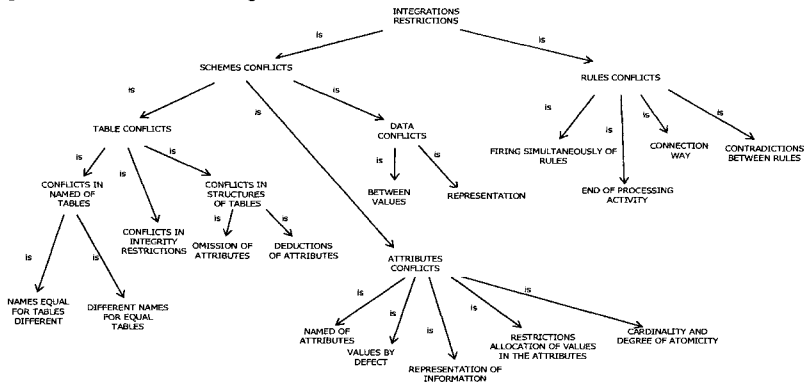 INTEGRATIONS
RESTRICTIONS
is
is
SCHEMES CONFLICTS
RULES CONFLICTS
is
is
is
is
is
is
is
TABLE CONFLICTS
DATA
CONFLICTS
FIRING SIMULTANEOUSLY OF
RULES
CONNECTION
WAY
CONTRADICTIONS
BETWEEN RULES
is
is
is
is
is
CONFLICTS IN
NAMED OF
TABLES
CONFLICTS IN
STRUCTURES
OF TABLES
BETWEEN
VALUES
REPRESENTATION
END OF PROCESSING
ACTIVITY
CONFLICTS IN
INTEGRITY
RESTRICTIONS
is
is
OMISSION OF
ATTRIBUTES
DEDUCTIONS
OF ATTRIBUTES
is
is
ATTRIBUTES
CONFLICTS
NAMES EQUAL
FOR TABLES
DIFFERENT
DIFFERENT NAMES
FOR EQUAL
TABLES
is
is
is
is
is
NAMED OF
ATTRIBUTES
VALUES BY
DEFECT
REPRESENTATION OF
INFORMATION
RESTRICTIONS
ALLOCATION OF VALUES
IN THE ATTRIBUTES
CARDINALITY AND
DEGREE OF ATOMICITY